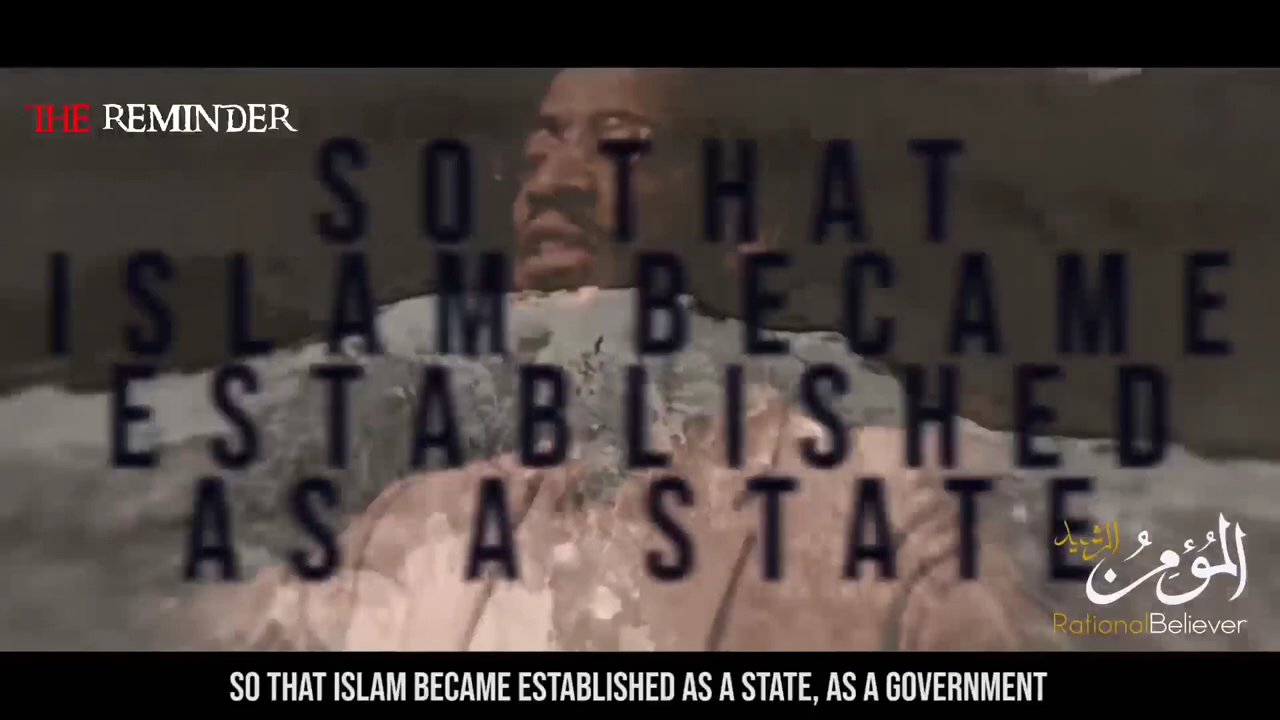 THE REMINDER
SO THAT
ISLAM BECAME
ESTABLISHED
AS A STATE
المؤمن الرشيد
RationalBeliever
SO THAT ISLAM BECAME ESTABLISHED AS A STATE, AS A GOVERNMENT